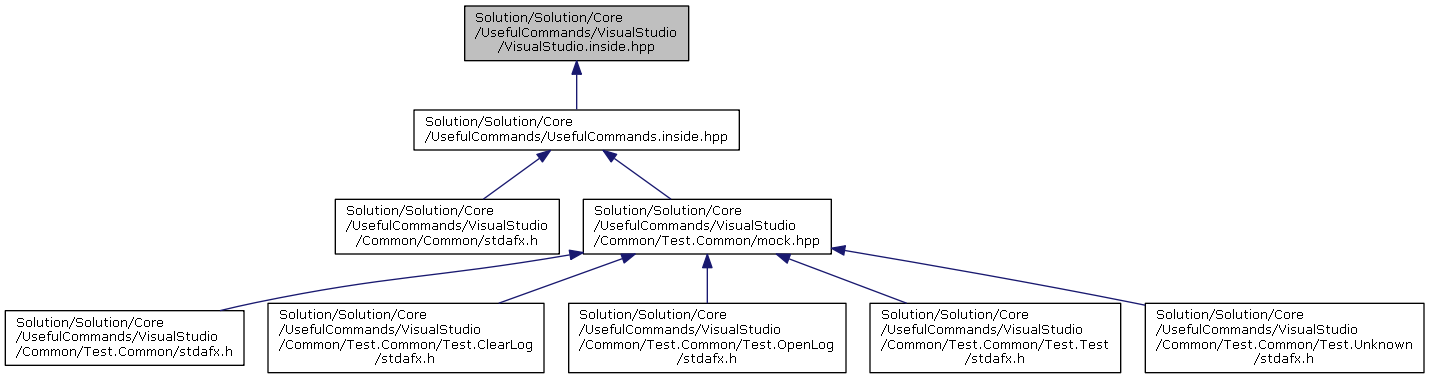 Solution/Solution/Core
/UsefulCommands/VisualStudio
/VisualStudio.inside.hpp
Solution/Solution/Core
/UsefulCommands/UsefulCommands.inside.hpp
Solution/Solution/Core
/UsefulCommands/VisualStudio
/Common/Common/stdafx.h
Solution/Solution/Core
/UsefulCommands/VisualStudio
/Common/Test.Common/mock.hpp
Solution/Solution/Core
/UsefulCommands/VisualStudio
/Common/Test.Common/stdafx.h
Solution/Solution/Core
/UsefulCommands/VisualStudio
/Common/Test.Common/Test.ClearLog
/stdafx.h
Solution/Solution/Core
/UsefulCommands/VisualStudio
/Common/Test.Common/Test.OpenLog
/stdafx.h
Solution/Solution/Core
/UsefulCommands/VisualStudio
/Common/Test.Common/Test.Test
/stdafx.h
Solution/Solution/Core
/UsefulCommands/VisualStudio
/Common/Test.Common/Test.Unknown
/stdafx.h